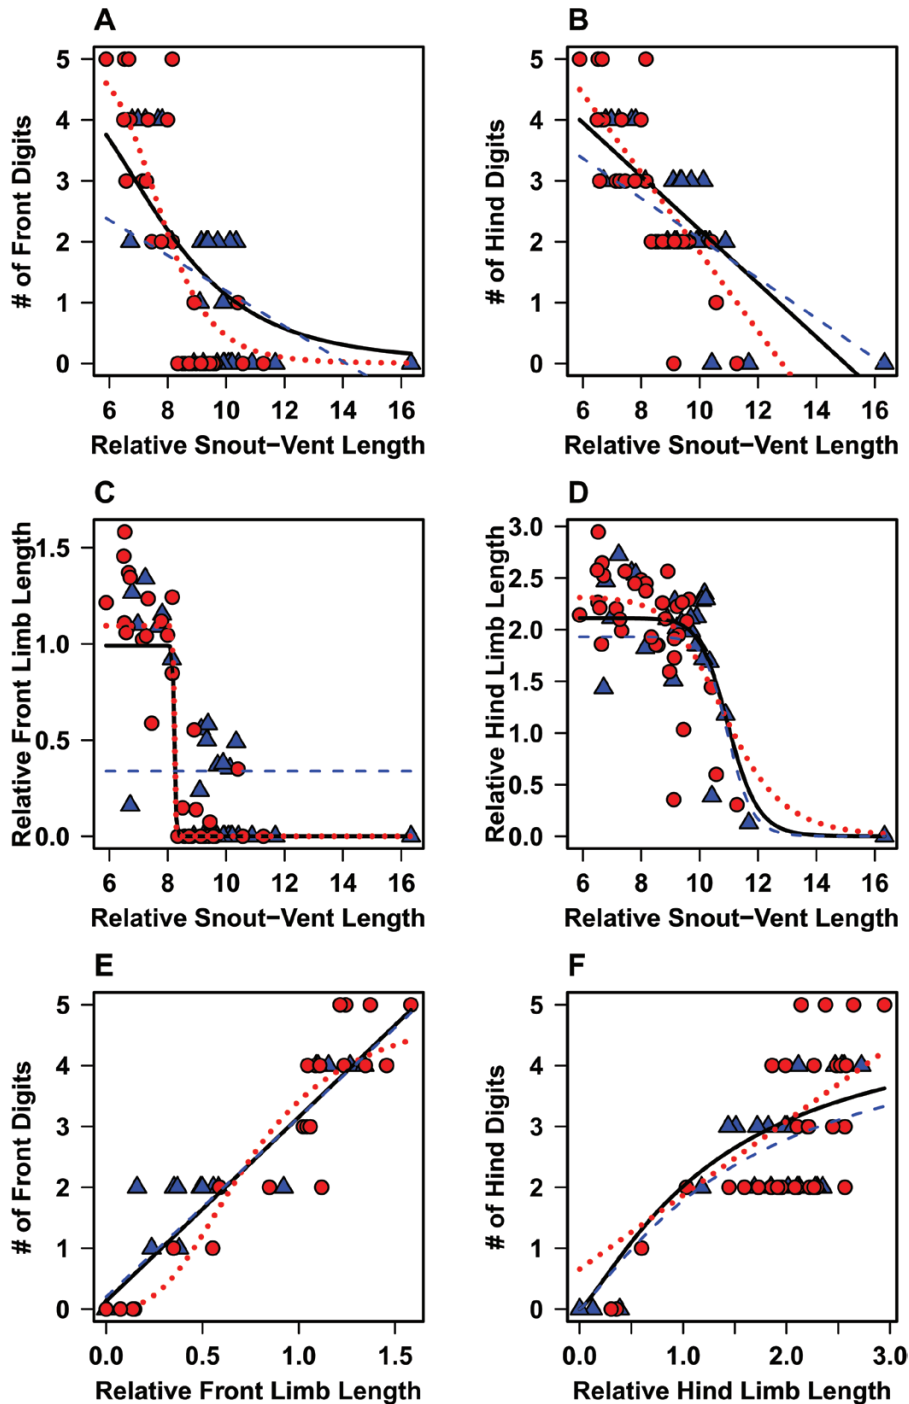 A
B
# of Front Digits
5
4
3
2
1
0
6 8 10 12 14 16
Relative Snout−Vent Length
# of Hind Digits
5
4
3
2
1
0
6 8 10 12 14 16
Relative Snout−Vent Length
C
D
Relative Front Limb Length
1.5
1.0
0.5
0.0
6 8 10 12 14 16
Relative Snout−Vent Length
Relative Hind Limb Length
3.0
2.5
2.0
1.5
1.0
0.5
0.0
6 8 10 12 14 16
Relative Snout−Vent Length
E
F
# of Front Digits
5
4
3
2
1
0
0.0 0.5 1.0 1.5
Relative Front Limb Length
# of Hind Digits
5
4
3
2
1
0
0.0 1.0 2.0 3.0
Relative Hind Limb Length